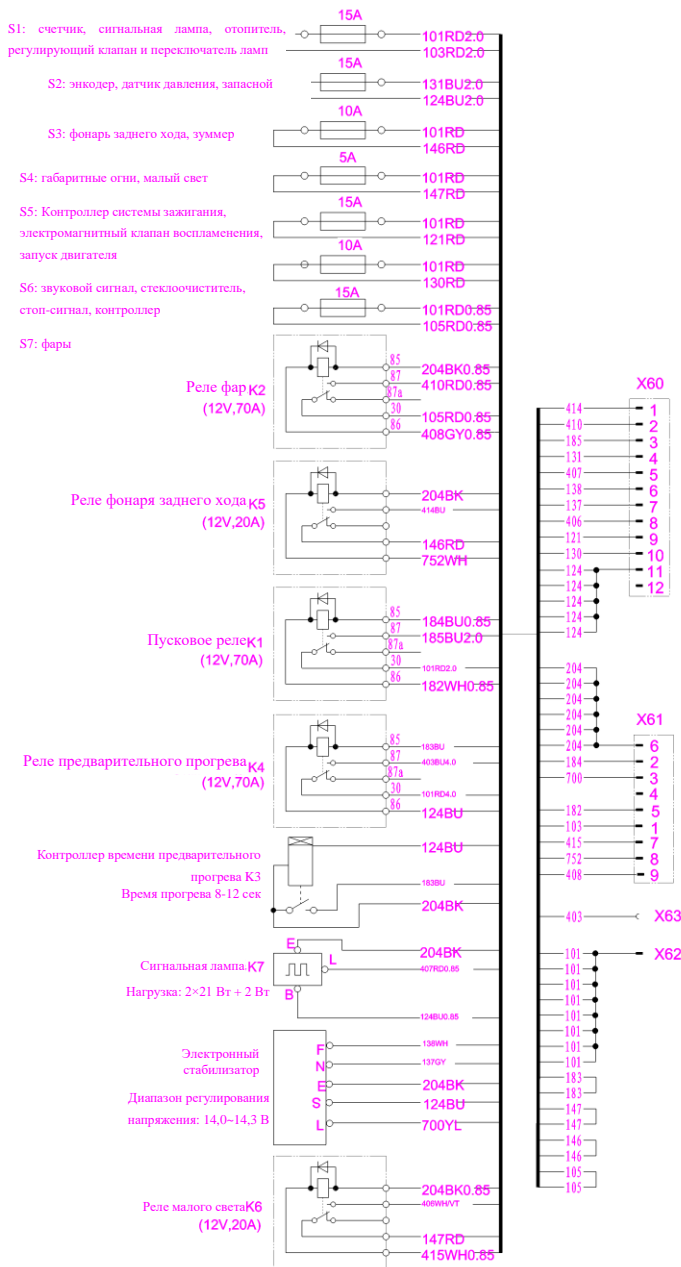 15A
S1: счетчик, сигнальная лампа, отопитель,
101RD2.0
регулирующий клапан и переключатель ламп
103RD2.0
15A
S2: энкодер, датчик давления, запасной
131BU2.0
124BU2.0
10A
S3: фонарь заднего хода, зуммер
101RD
146RD
5A
S4: габаритные огни, малый свет
101RD
147RD
15A
S5: Контроллер системы зажигания,
электромагнитный клапан воспламенения,
запуск двигателя
101RD
121RD
10A
101RD
130RD
S6: звуковой сигнал, стеклоочиститель,
стоп-сигнал, контроллер
15A
101RD0.85
105RD0.85
S7: фары
Реле фар K2
(12V,70A)
85
204BK0.85
87
410RD0.85
87a
30
105RD0.85
86
408GY0.85
Реле фонаря заднего хода K5
(12V,20A)
204BK
414BU
146RD
752WH
Пусковое реле K1
(12V,70A)
85
184BU0.85
87
185BU2.0
87a
30
101RD2.0
86
182WH0.85
Реле предварительного прогрева K4
(12V,70A)
85
183BU
87
403BU4.0
87a
30
101RD4.0
86
124BU
Контроллер времени предварительного
прогрева K3
Время прогрева 8-12 сек
124BU
183BU
204BK
Сигнальная лампа. K7
Нагрузка: 2×21 Вт + 2 Вт
E
204BK
L
407RD0.85
B
124BU0.85
Электронный
стабилизатор
Диапазон регулирования
напряжения: 14,0~14,3 В
F
138WH
N
137GY
E
204BK
S
124BU
L
700YL
Реле малого света K6
(12V,20A)
204BK0.85
406WH/VT
147RD
415WH0.85
X60
414 1
410 2
185 3
131 4
407 5
138 6
137 7
406 8
121 9
130 10
124 11
124 12
124
124
124
204
204
204
204
X61
204 6
184 2
700 3
4
182 5
103 1
415 7
752 8
408 9
403 X63
101 X62
101
101
101
101
101
101
101
183
183
147
147
146
146
105
105